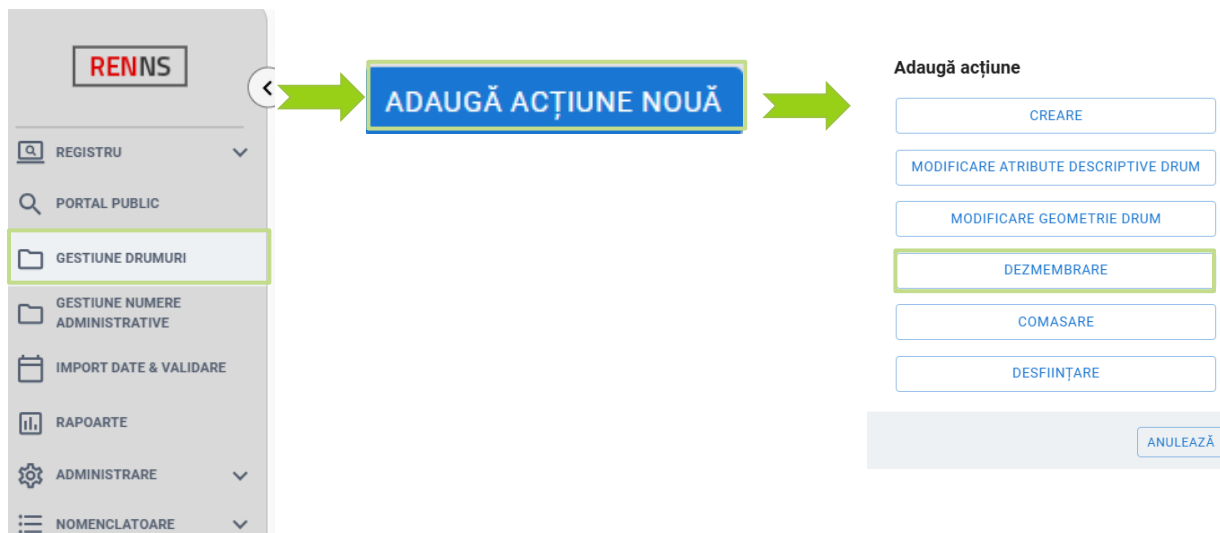 RENNS
REGISTRU
PORTAL PUBLIC
GESTIUNE DRUMURI
GESTIUNE NUMERE
ADMINISTRATIVE
IMPORT DATE & VALIDARE
RAPOARTE
ADMINISTRARE
NOMENCLATOARE
ADAUGĂ ACȚIUNE NOUĂ
Adaugă acțiune
CREARE
MODIFICARE ATRIBUTE DESCRIPTIVE DRUM
MODIFICARE GEOMETRIE DRUM
DEZMEMBRARE
COMASARE
DESFIINȚARE
ANULEAZĂ